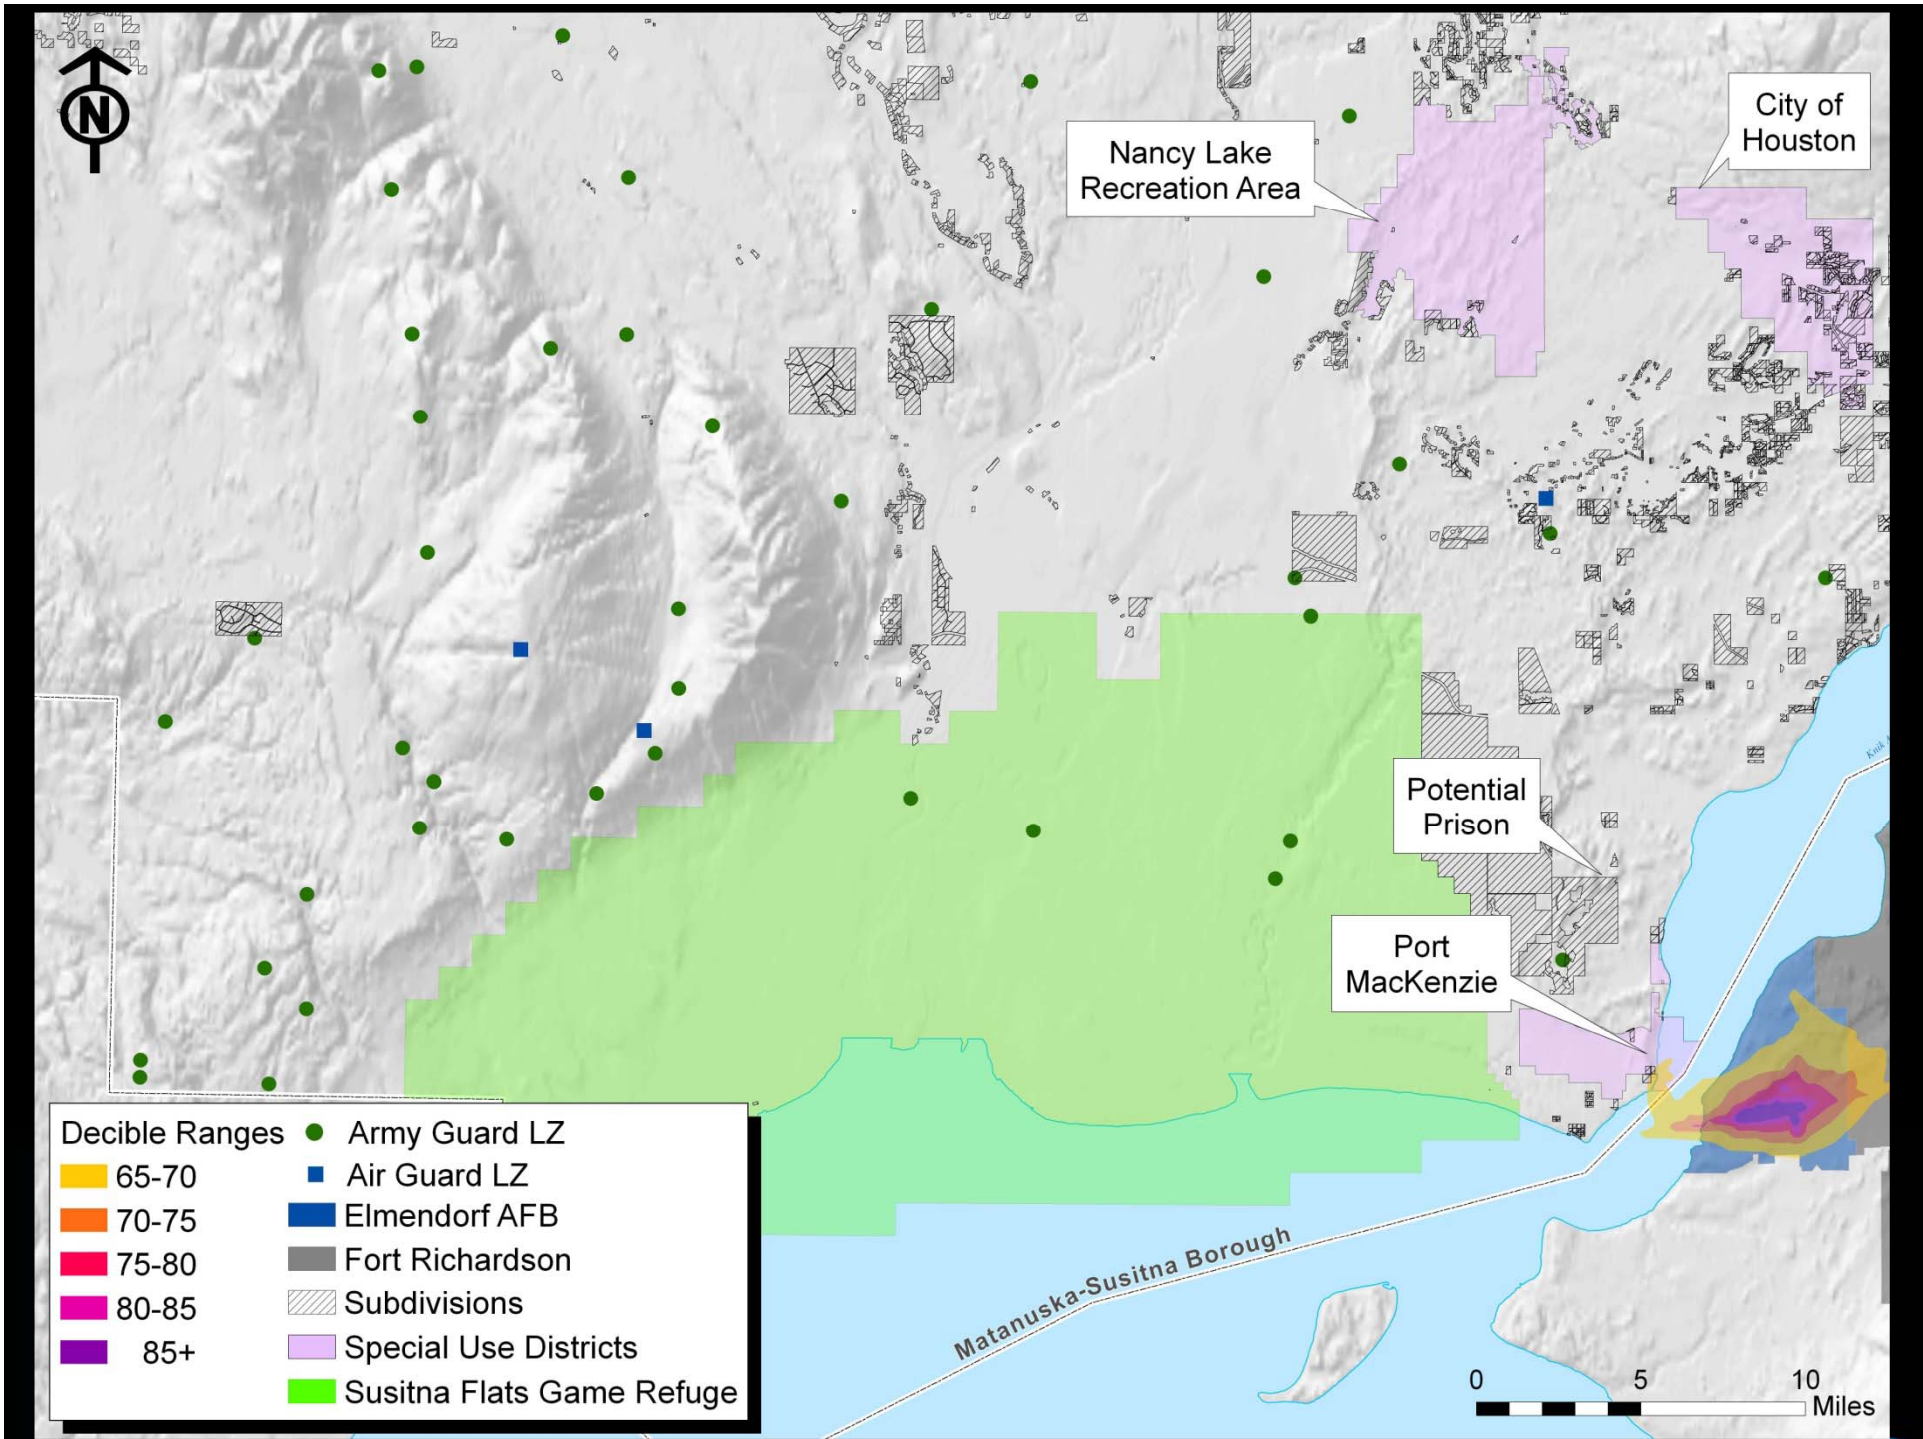 N
City of
Houston
Nancy Lake
Recreation Area
Knik
Potential
Prison
Port
MacKenzie
Matanuska-Susitna Borough
Decible Ranges
65-70
70-75
75-80
80-85
85+
Army Guard LZ
Air Guard LZ
Elmendorf AFB
Fort Richardson
Subdivisions
Special Use Districts
Susitna Flats Game Refuge
0 5 10
Miles